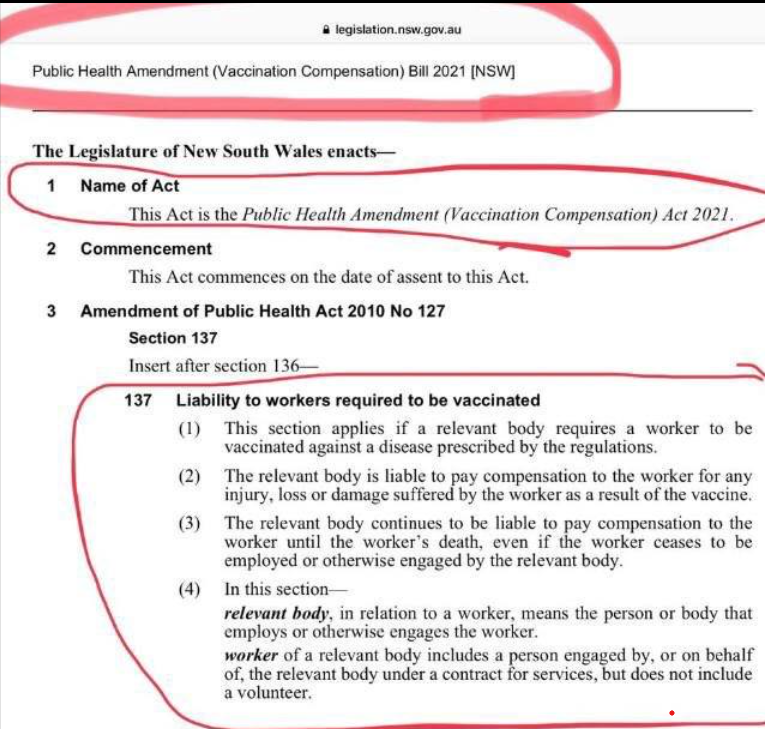 legislation.nsw.gov.au
Public Health Amendment (Vaccination Compensation) Bill 2021 [NSW]
The Legislature of New South Wales enacts—
1 Name of Act
This Act is the Public Health Amendment (Vaccination Compensation) Act 2021.
2 Commencement
This Act commences on the date of assent to this Act.
3 Amendment of Public Health Act 2010 No 127
Section 137
Insert after section 136—
137 Liability to workers required to be vaccinated
(1) This section applies if a relevant body requires a worker to be
vaccinated against a disease prescribed by the regulations.
(2) The relevant body is liable to pay compensation to the worker for any
injury, loss or damage suffered by the worker as a result of the vaccine.
(3) The relevant body continues to be liable to pay compensation to the
worker until the worker's death, even if the worker ceases to be
employed or otherwise engaged by the relevant body.
(4) In this section—
relevant body, in relation to a worker, means the person or body that
employs or otherwise engages the worker.
worker of a relevant body includes a person engaged by, or on behalf
of, the relevant body under a contract for services, but does not include
a volunteer.